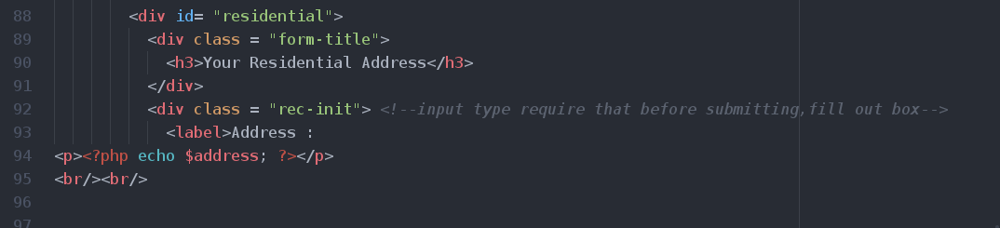 88 <div id= "residential">
89 <div class = "form-title">
90 <h3>Your Residential Address</h3>
91 </div>
92 <div class = "rec-init"> <!--input type require that before submitting,fill out box-->
93 <label>Address :
94 <p><?php echo $address; ?></p>
95 <br/><br/>
96
97